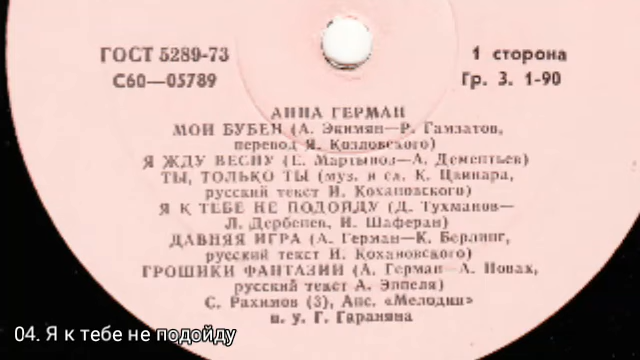 ГОСТ 5289-73
1 сторона
С60—05789
Гр. 3. 1-90
АННА ГЕРМАН
МОЙ БУБЕН (А. Экимян—Р. Гамзатов,
перевод Я. Козловского)
Я ЖДУ ВЕСНУ (Е. Мартынов—А. Дементьев)
ТЫ, ТОЛЬКО ТЫ (муз. и сл. К. Цвинара,
русский текст И. Кохановского)
Я К ТЕБЕ НЕ ПОДОЙДУ (Д. Тухманов—
Л. Дербенев, И. Шаферан)
ДАВНЯЯ ИГРА (А. Герман—К. Берлинг,
русский текст И. Кохановского)
ГРОШИКИ ФАНТАЗИИ (А. Герман—А. Новак,
русский текст А. Эппеля)
С. Рахимов (3), Анс. «Мелодия»
п. у. Г. Гараняна
04. Я к тебе не подойду